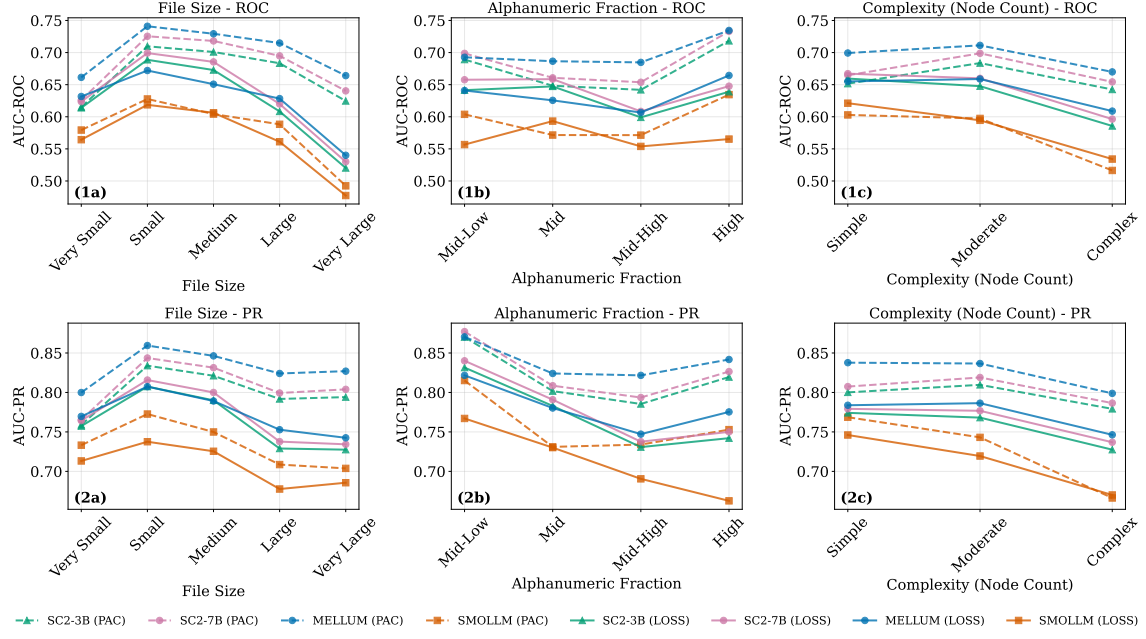 File Size - ROC
AUC-ROC
0.75
0.70
0.65
0.60
0.55
0.50
(1a)
Very Small
Small
Medium
Large
Very Large
File Size
Alphanumeric Fraction - ROC
AUC-ROC
0.75
0.70
0.65
0.60
0.55
0.50
(1b)
Mid-Low
Mid
Mid-High
High
Alphanumeric Fraction
Complexity (Node Count) - ROC
AUC-ROC
0.75
0.70
0.65
0.60
0.55
0.50
(1c)
Simple
Moderate
Complex
Complexity (Node Count)
File Size - PR
AUC-PR
0.85
0.80
0.75
0.70
(2a)
Very Small
Small
Medium
Large
Very Large
File Size
Alphanumeric Fraction - PR
AUC-PR
0.85
0.80
0.75
0.70
(2b)
Mid-Low
Mid
Mid-High
High
Alphanumeric Fraction
Complexity (Node Count) - PR
AUC-PR
0.85
0.80
0.75
0.70
(2c)
Simple
Moderate
Complex
Complexity (Node Count)
SC2-3B (PAC) SC2-7B (PAC) MELLUM (PAC) SMOLLM (PAC) SC2-3B (LOSS) SC2-7B (LOSS) MELLUM (LOSS) SMOLLM (LOSS)